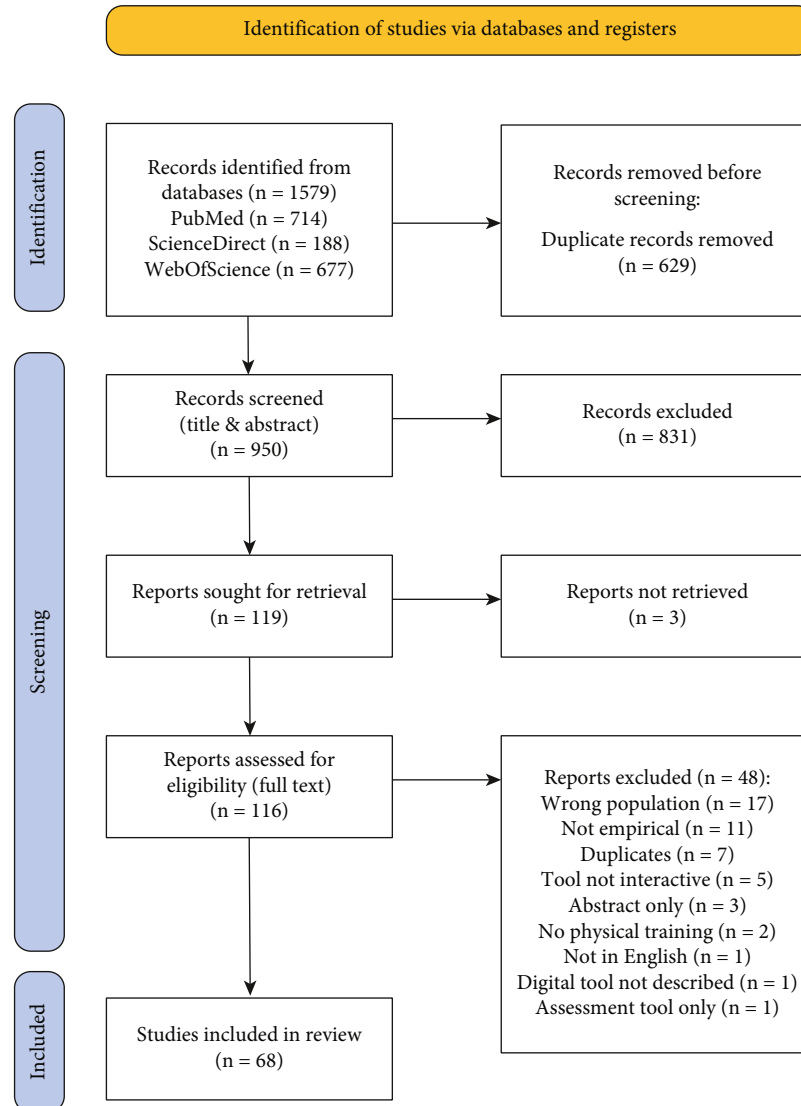 Identification of studies via databases and registers
Identification
Records identified from
databases (n = 1579)
PubMed (n = 714)
ScienceDirect (n = 188)
WebOfScience (n = 677)
Records removed before
screening:
Duplicate records removed
(n = 629)
Screening
Records screened
(title & abstract)
(n = 950)
Records excluded
(n = 831)
Reports sought for retrieval
(n = 119)
Reports not retrieved
(n = 3)
Reports assessed for
eligibility (full text)
(n = 116)
Reports excluded (n = 48):
Wrong population (n = 17)
Not empirical (n = 11)
Duplicates (n = 7)
Tool not interactive (n = 5)
Abstract only (n = 3)
No physical training (n = 2)
Not in English (n = 1)
Digital tool not described (n = 1)
Assessment tool only (n = 1)
Included
Studies included in review
(n = 68)